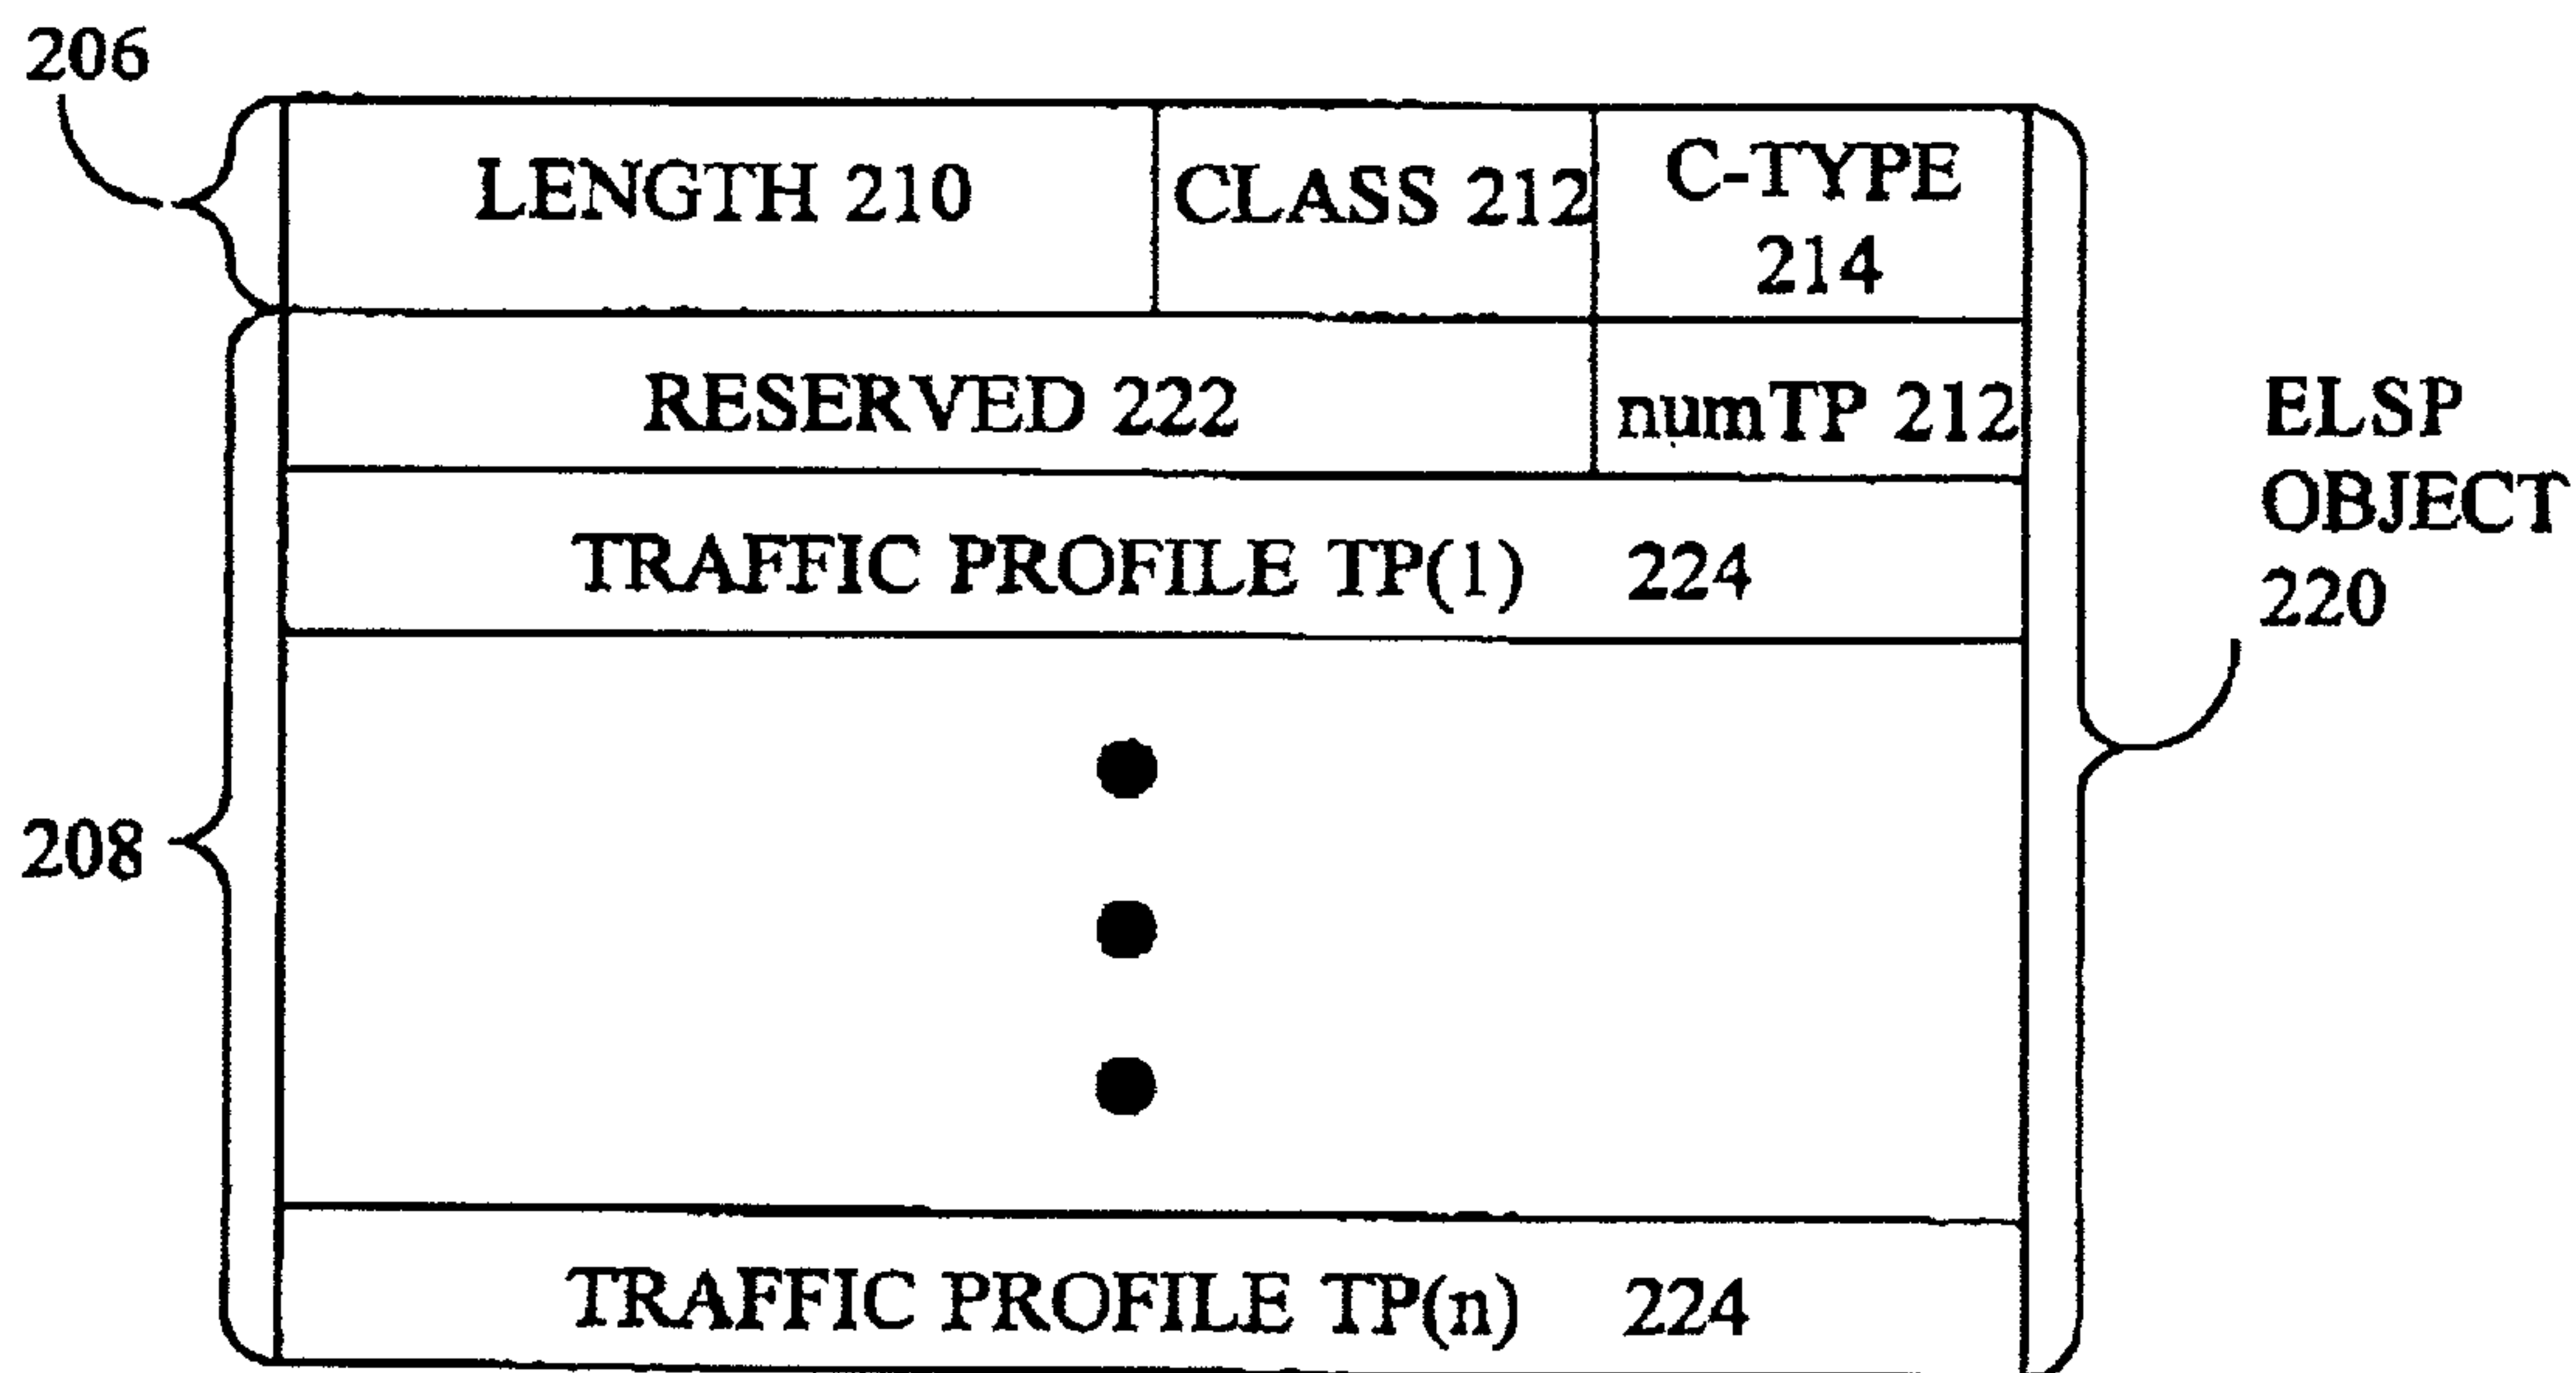 206
LENGTH 210
CLASS 212
C-TYPE
214
RESERVED 222
numTP 212
TRAFFIC PROFILE TP(1) 224
ELSP
OBJECT
220
208
TRAFFIC PROFILE TP(n) 224